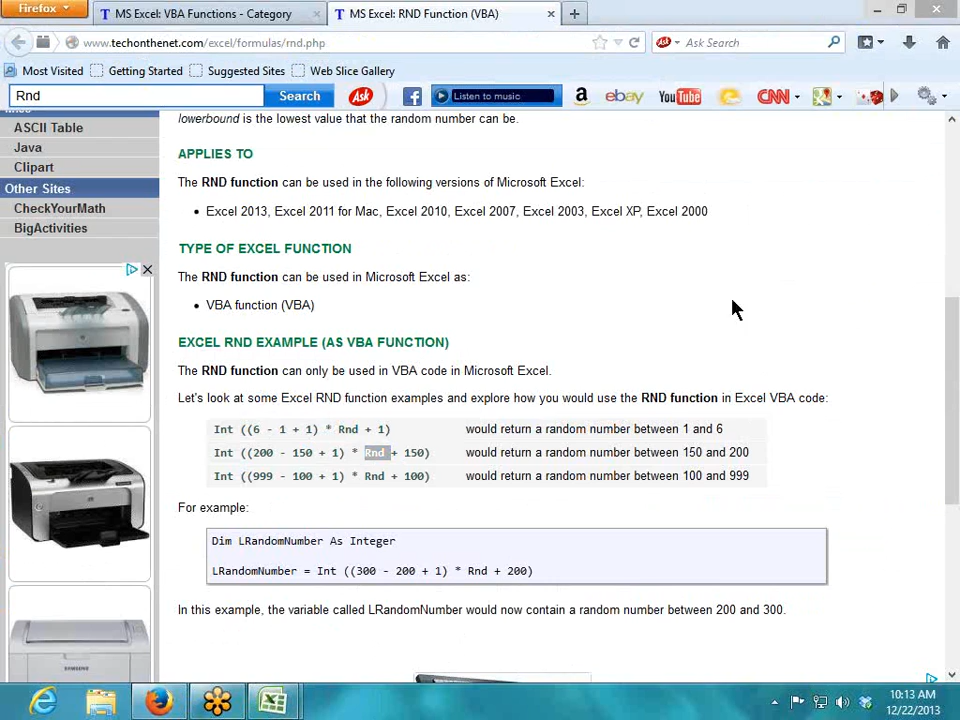 Firefox
MS Excel: VBA Functions - Category
MS Excel: RND Function (VBA)
www.techonthenet.com/excel/formulas/rnd.php
Ask Search
Most Visited
Getting Started
Suggested Sites
Web Slice Gallery
Rnd
Search
Ask
Listen to music
a
ebay
YouTube
CNN
ASCII Table
Java
Clipart
Other Sites
CheckYourMath
BigActivities
lowerbound is the lowest value that the random number can be.
APPLIES TO
The RND function can be used in the following versions of Microsoft Excel:
• Excel 2013, Excel 2011 for Mac, Excel 2010, Excel 2007, Excel 2003, Excel XP, Excel 2000
TYPE OF EXCEL FUNCTION
The RND function can be used in Microsoft Excel as:
• VBA function (VBA)
EXCEL RND EXAMPLE (AS VBA FUNCTION)
The RND function can only be used in VBA code in Microsoft Excel.
Let's look at some Excel RND function examples and explore how you would use the RND function in Excel VBA code:
Int ((6 - 1 + 1) * Rnd + 1) would return a random number between 1 and 6
Int ((200 - 150 + 1) * Rnd + 150) would return a random number between 150 and 200
Int ((999 - 100 + 1) * Rnd + 100) would return a random number between 100 and 999
For example:
Dim LRandomNumber As Integer
LRandomNumber = Int ((300 - 200 + 1) * Rnd + 200)
In this example, the variable called LRandomNumber would now contain a random number between 200 and 300.
SAMSUNG
10:13 AM
12/22/2013